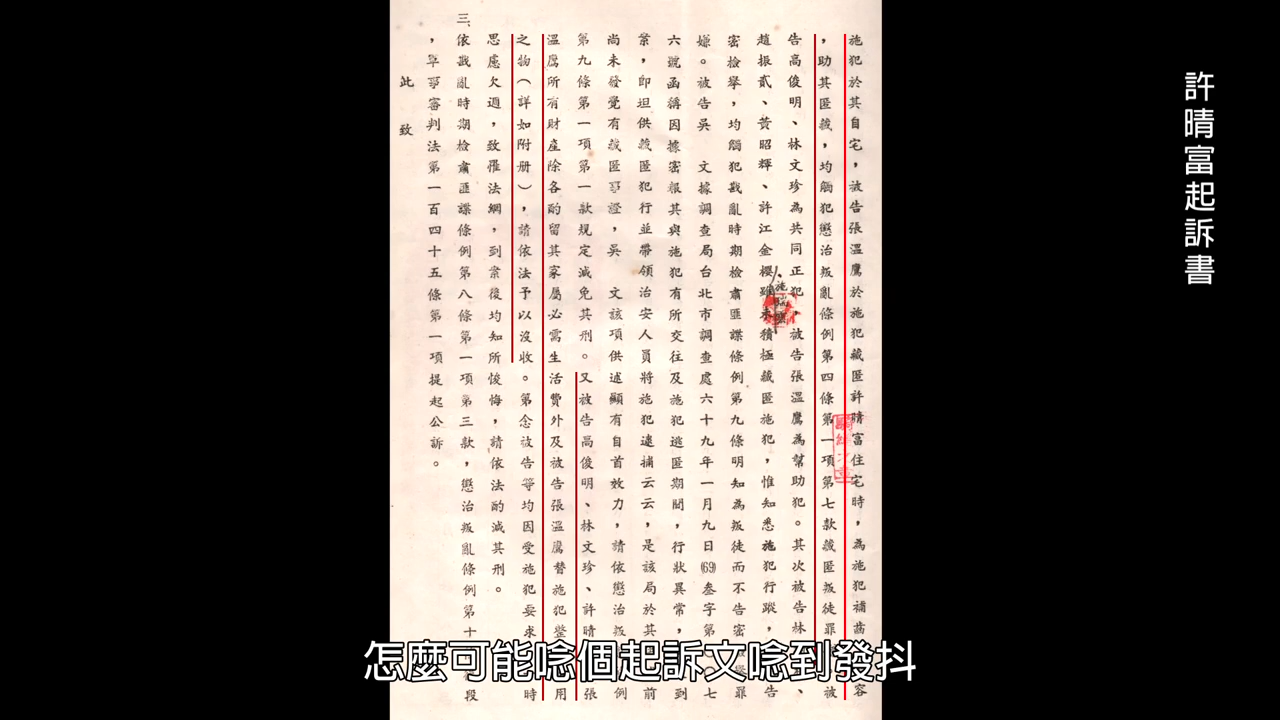 許晴富起訴書
施犯於其自宅，被告張溫鷹於施犯藏匿許晴富住宅時，為施犯補齒
，助其匿藏，均觸犯懲治叛亂條例第四條第一項第七款藏匿叛徒罪
告高俊明、林文珍為共同正犯，被告張溫鷹為幫助犯。其次被告林
趙振貳、黃昭輝、許江金櫻雖未積極藏匿施犯，惟知悉施犯行蹤，
密檢舉，均觸犯戡亂時期檢肅匪諜條例第九條明知為叛徒而不告密
嫌。被告吳　文據調查局台北市調查處六十九年一月九日(69)叁字第
六號函稱因據密報其與施犯有所交往及施犯逃匿期間，行狀異常，
案，即坦供藏匿犯行並帶領治安人員將施犯逮捕云云，是該局於其
尚未發覺有藏匿事證，吳　文該項供述顯有自首效力，請依懲治叛
第九條第一項第一款規定減免其刑。又被告高俊明、林文珍、許晴
溫鷹所有財產除各酌留其家屬必需生活費外及被告張溫鷹替施犯整
之物（詳如附册），請依法予以沒收。第念被告等均因受施犯要求
思慮欠週，致罹法網，到案後均知所悛悔，請依法酌減其刑。
三、依戡亂時期檢肅匪諜條例第八條第一項第三款，懲治叛亂條例第十
，軍事審判法第一百四十五條第一項提起公訴。
此　致
怎麼可能唸個起訴文唸到發抖